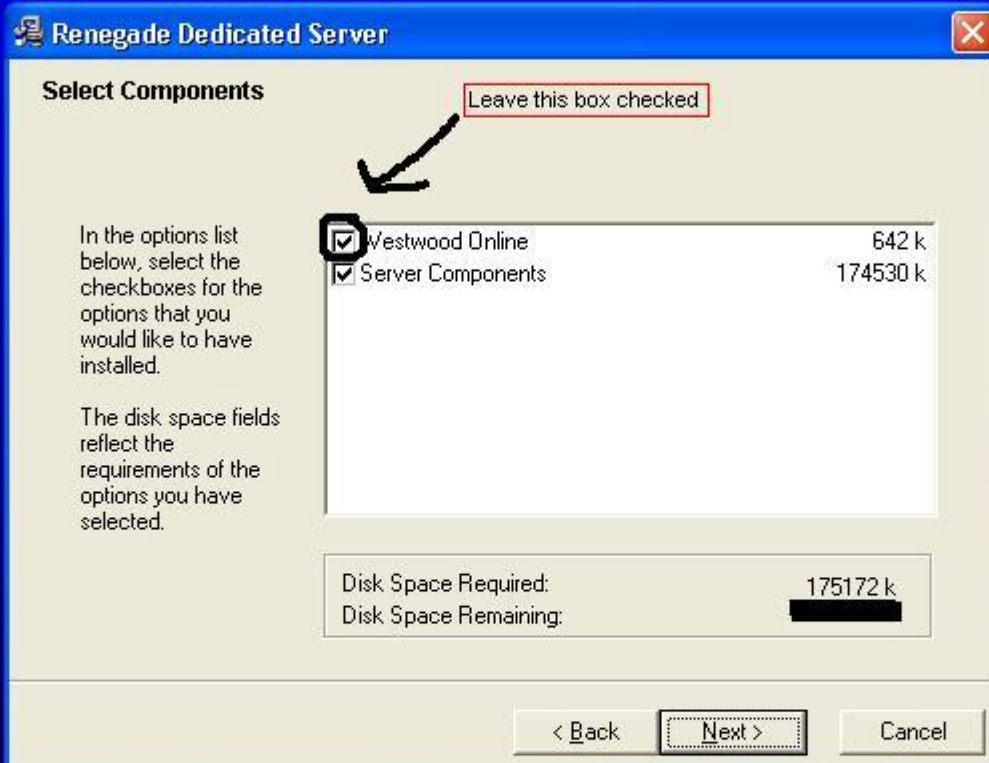 Renegade Dedicated Server
Select Components
Leave this box checked
In the options list
below, select the
checkboxes for the
options that you
would like to have
installed.
The disk space fields
reflect the
requirements of the
options you have
selected.
Westwood Online 642 k
Server Components 174530 k
Disk Space Required: 175172 k
Disk Space Remaining:
< Back Next > Cancel